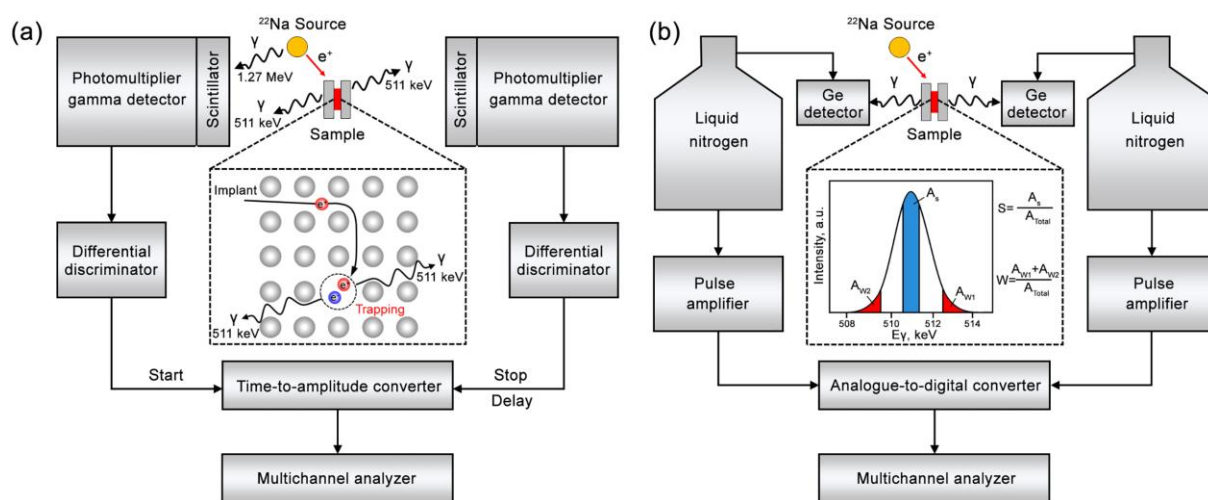 (a)
²²Na Source
γ
1.27 MeV
e⁺
γ
511 keV
γ
511 keV
Photomultiplier
gamma detector
Scintillator
Sample
Scintillator
Photomultiplier
gamma detector
Implant
e⁺
γ
511 keV
e⁺
e⁻
Trapping
γ
511 keV
Differential
discriminator
Differential
discriminator
Start
Time-to-amplitude converter
Stop
Delay
Multichannel analyzer
(b)
²²Na Source
e⁺
γ
γ
Ge
detector
Ge
detector
Sample
Liquid
nitrogen
Liquid
nitrogen
Intensity, a.u.
A_s
A_W2
A_W1
508
510
512
514
Eγ, keV
S= A_s / A_Total
W= A_W1+A_W2 / A_Total
Pulse
amplifier
Pulse
amplifier
Analogue-to-digital converter
Multichannel analyzer